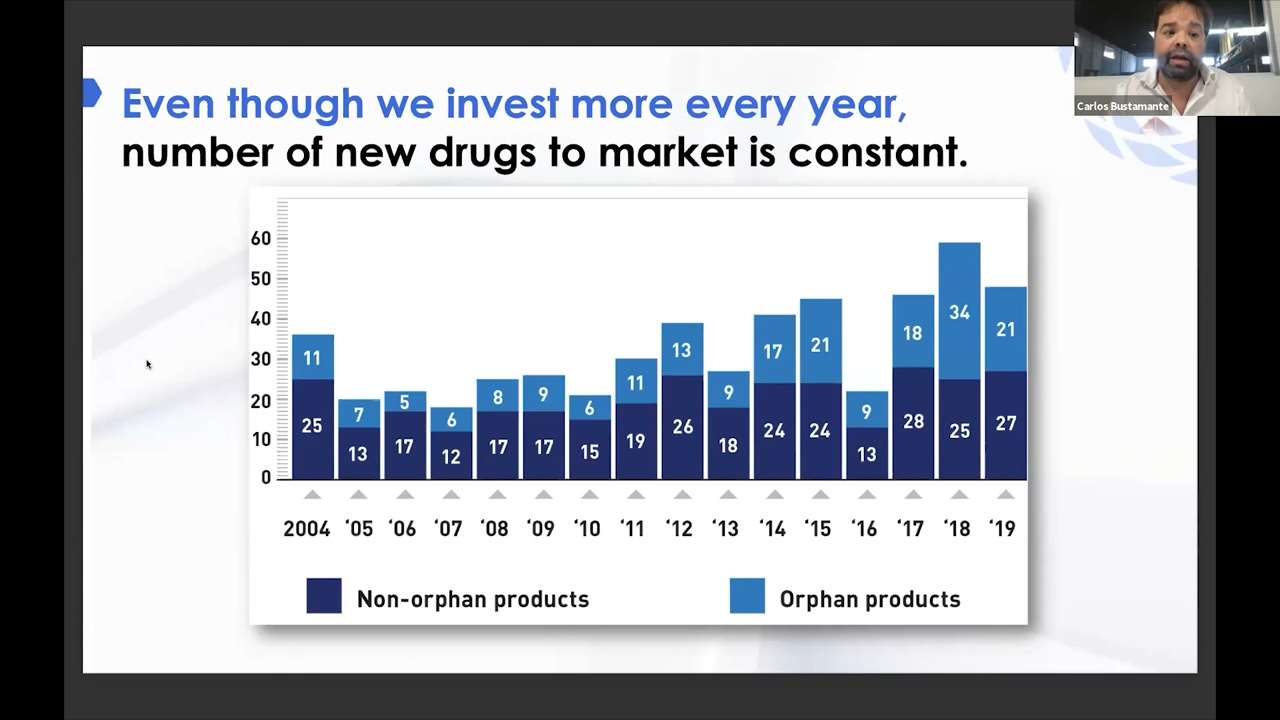 Carlos Bustamante
Even though we invest more every year,
number of new drugs to market is constant.
60
50
40
30
20
10
0
11 7 5 6 8 9 6 11 13 9 17 21 9 18 34 21
25 13 17 12 17 17 15 19 26 18 24 24 13 28 25 27
2004 ‘05 ‘06 ‘07 ‘08 ‘09 ‘10 ‘11 ‘12 ‘13 ‘14 ‘15 ‘16 ‘17 ‘18 ‘19
Non-orphan products Orphan products